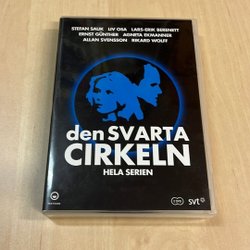 STEFAN SAUK LIV OSA LARS-ERIK BERENETT
ERNST GÜNTHER AGNETA EKMANNER
ALLAN SVENSSON RIKARD WOLFF
den SVARTA
CIRKELN
HELA SERIEN
svt